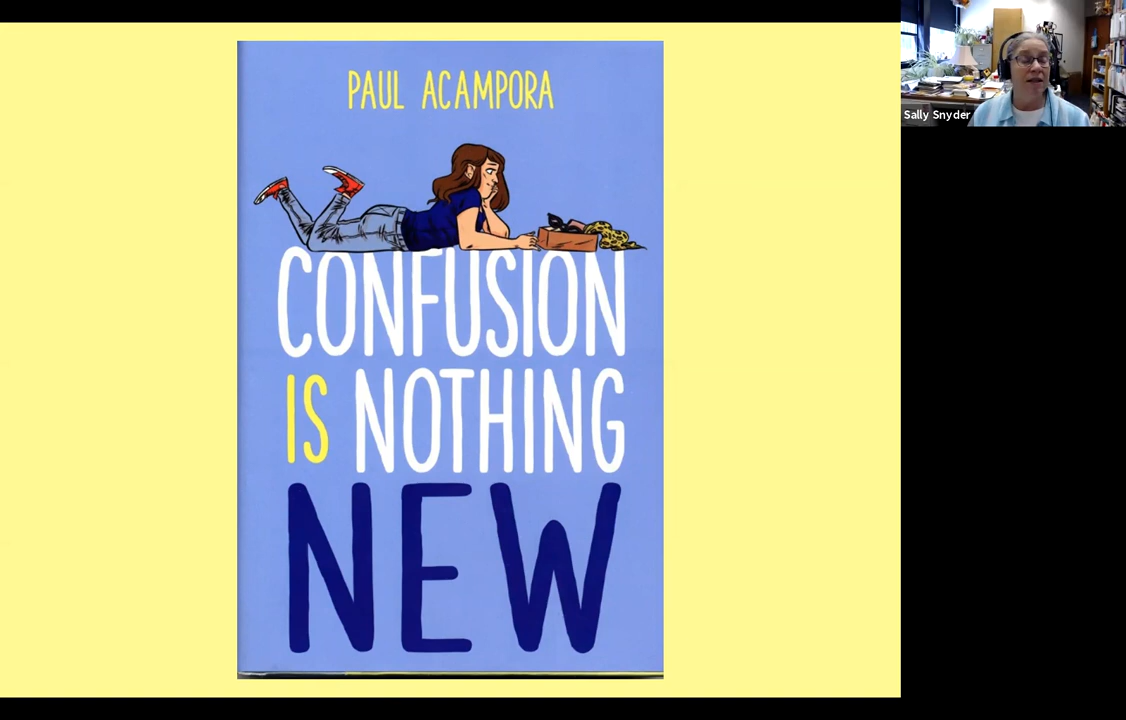 PAUL ACAMPORA
CONFUSION
IS NOTHING
NEW
Sally Snyder